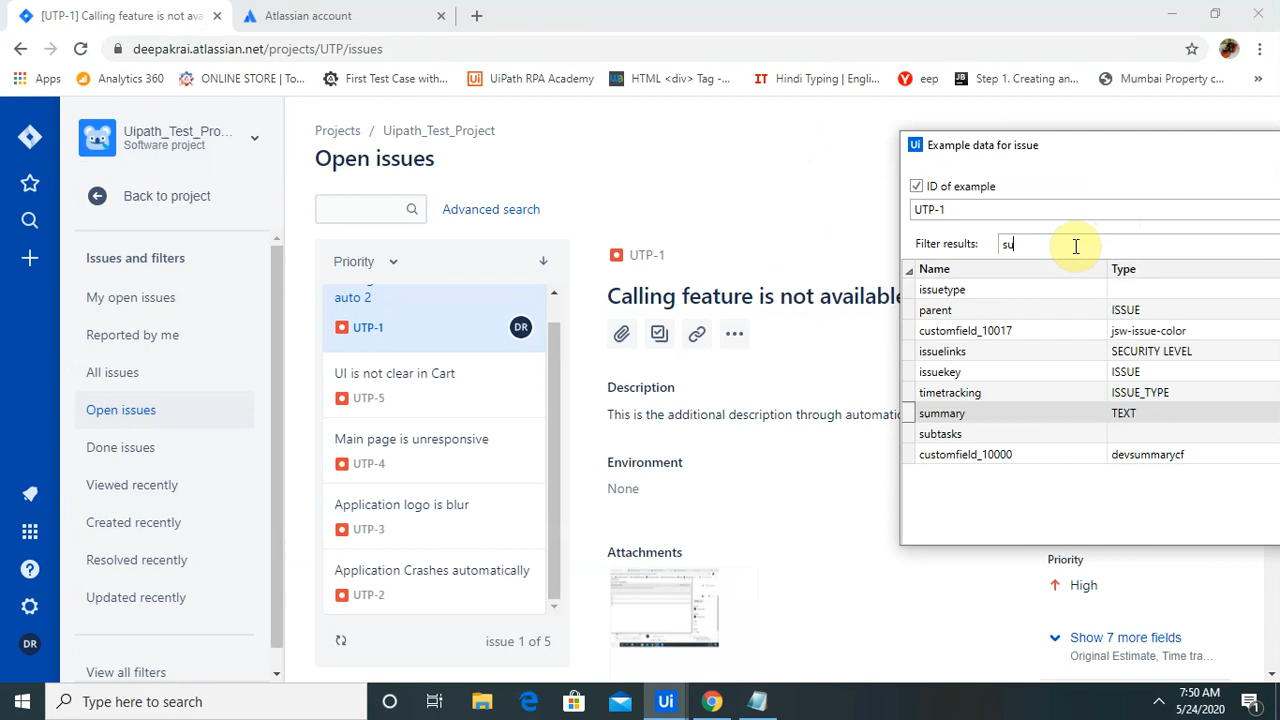 [UTP-1] Calling feature is not ava
Atlassian account
deepakrai.atlassian.net/projects/UTP/issues
Apps
Analytics 360
ONLINE STORE | To...
First Test Case with...
UiPath RPA Academy
HTML <div> Tag -...
Hindi Typing | Engli...
eep
Step 1. Creating an...
Mumbai Property c...
Uipath_Test_Pro...
Software project
Back to project
Issues and filters
My open issues
Reported by me
All issues
Open issues
Done issues
Viewed recently
Created recently
Resolved recently
Updated recently
View all filters
DR
Projects / Uipath_Test_Project
Open issues
Advanced search
Priority
auto 2
UTP-1
DR
UI is not clear in Cart
UTP-5
Main page is unresponsive
UTP-4
Application logo is blur
UTP-3
Application Crashes automatically
UTP-2
issue 1 of 5
UTP-1
Calling feature is not available
Description
This is the additional description through automatic
Environment
None
Attachments
Ui Example data for issue
ID of example
UTP-1
Filter results: su
Name Type
issuetype
parent ISSUE
customfield_10017 jsw-issue-color
issuelinks SECURITY LEVEL
issuekey ISSUE
timetracking ISSUE_TYPE
summary TEXT
subtasks
customfield_10000 devsummarycf
Priority
High
Show 7 more fields
Original Estimate, Time tra...
Type here to search
Ui
7:50 AM
5/24/2020
1